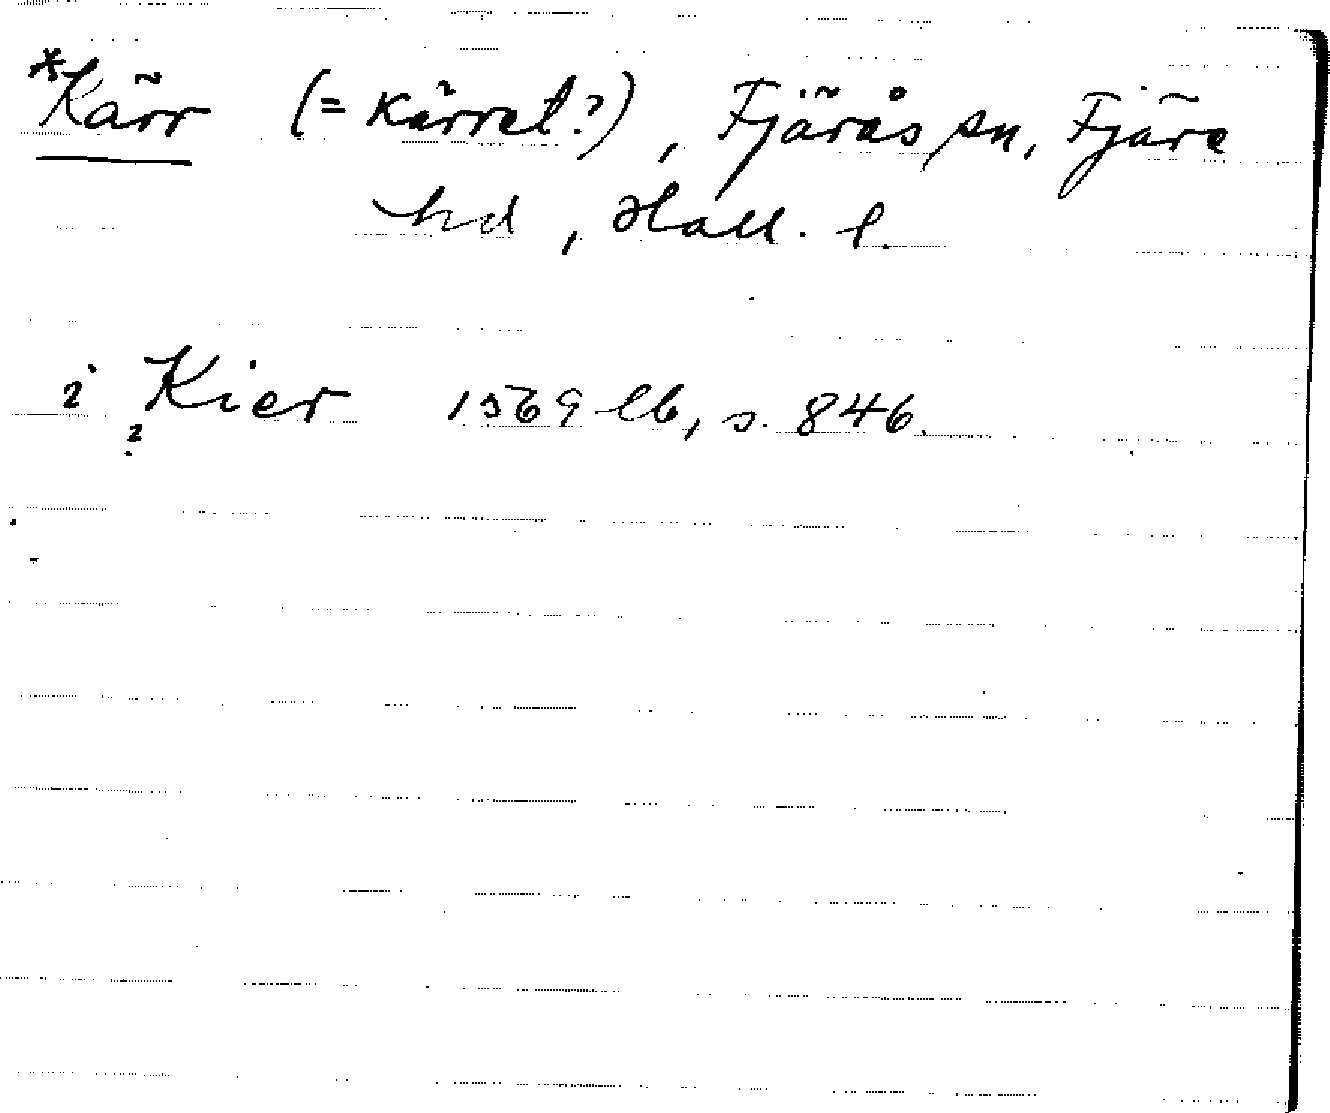 *Kärr (= Kärret?), Fjärås sn, Fjäre
hd, Hall. l.
i Kier 1569 lb, s. 846.
?